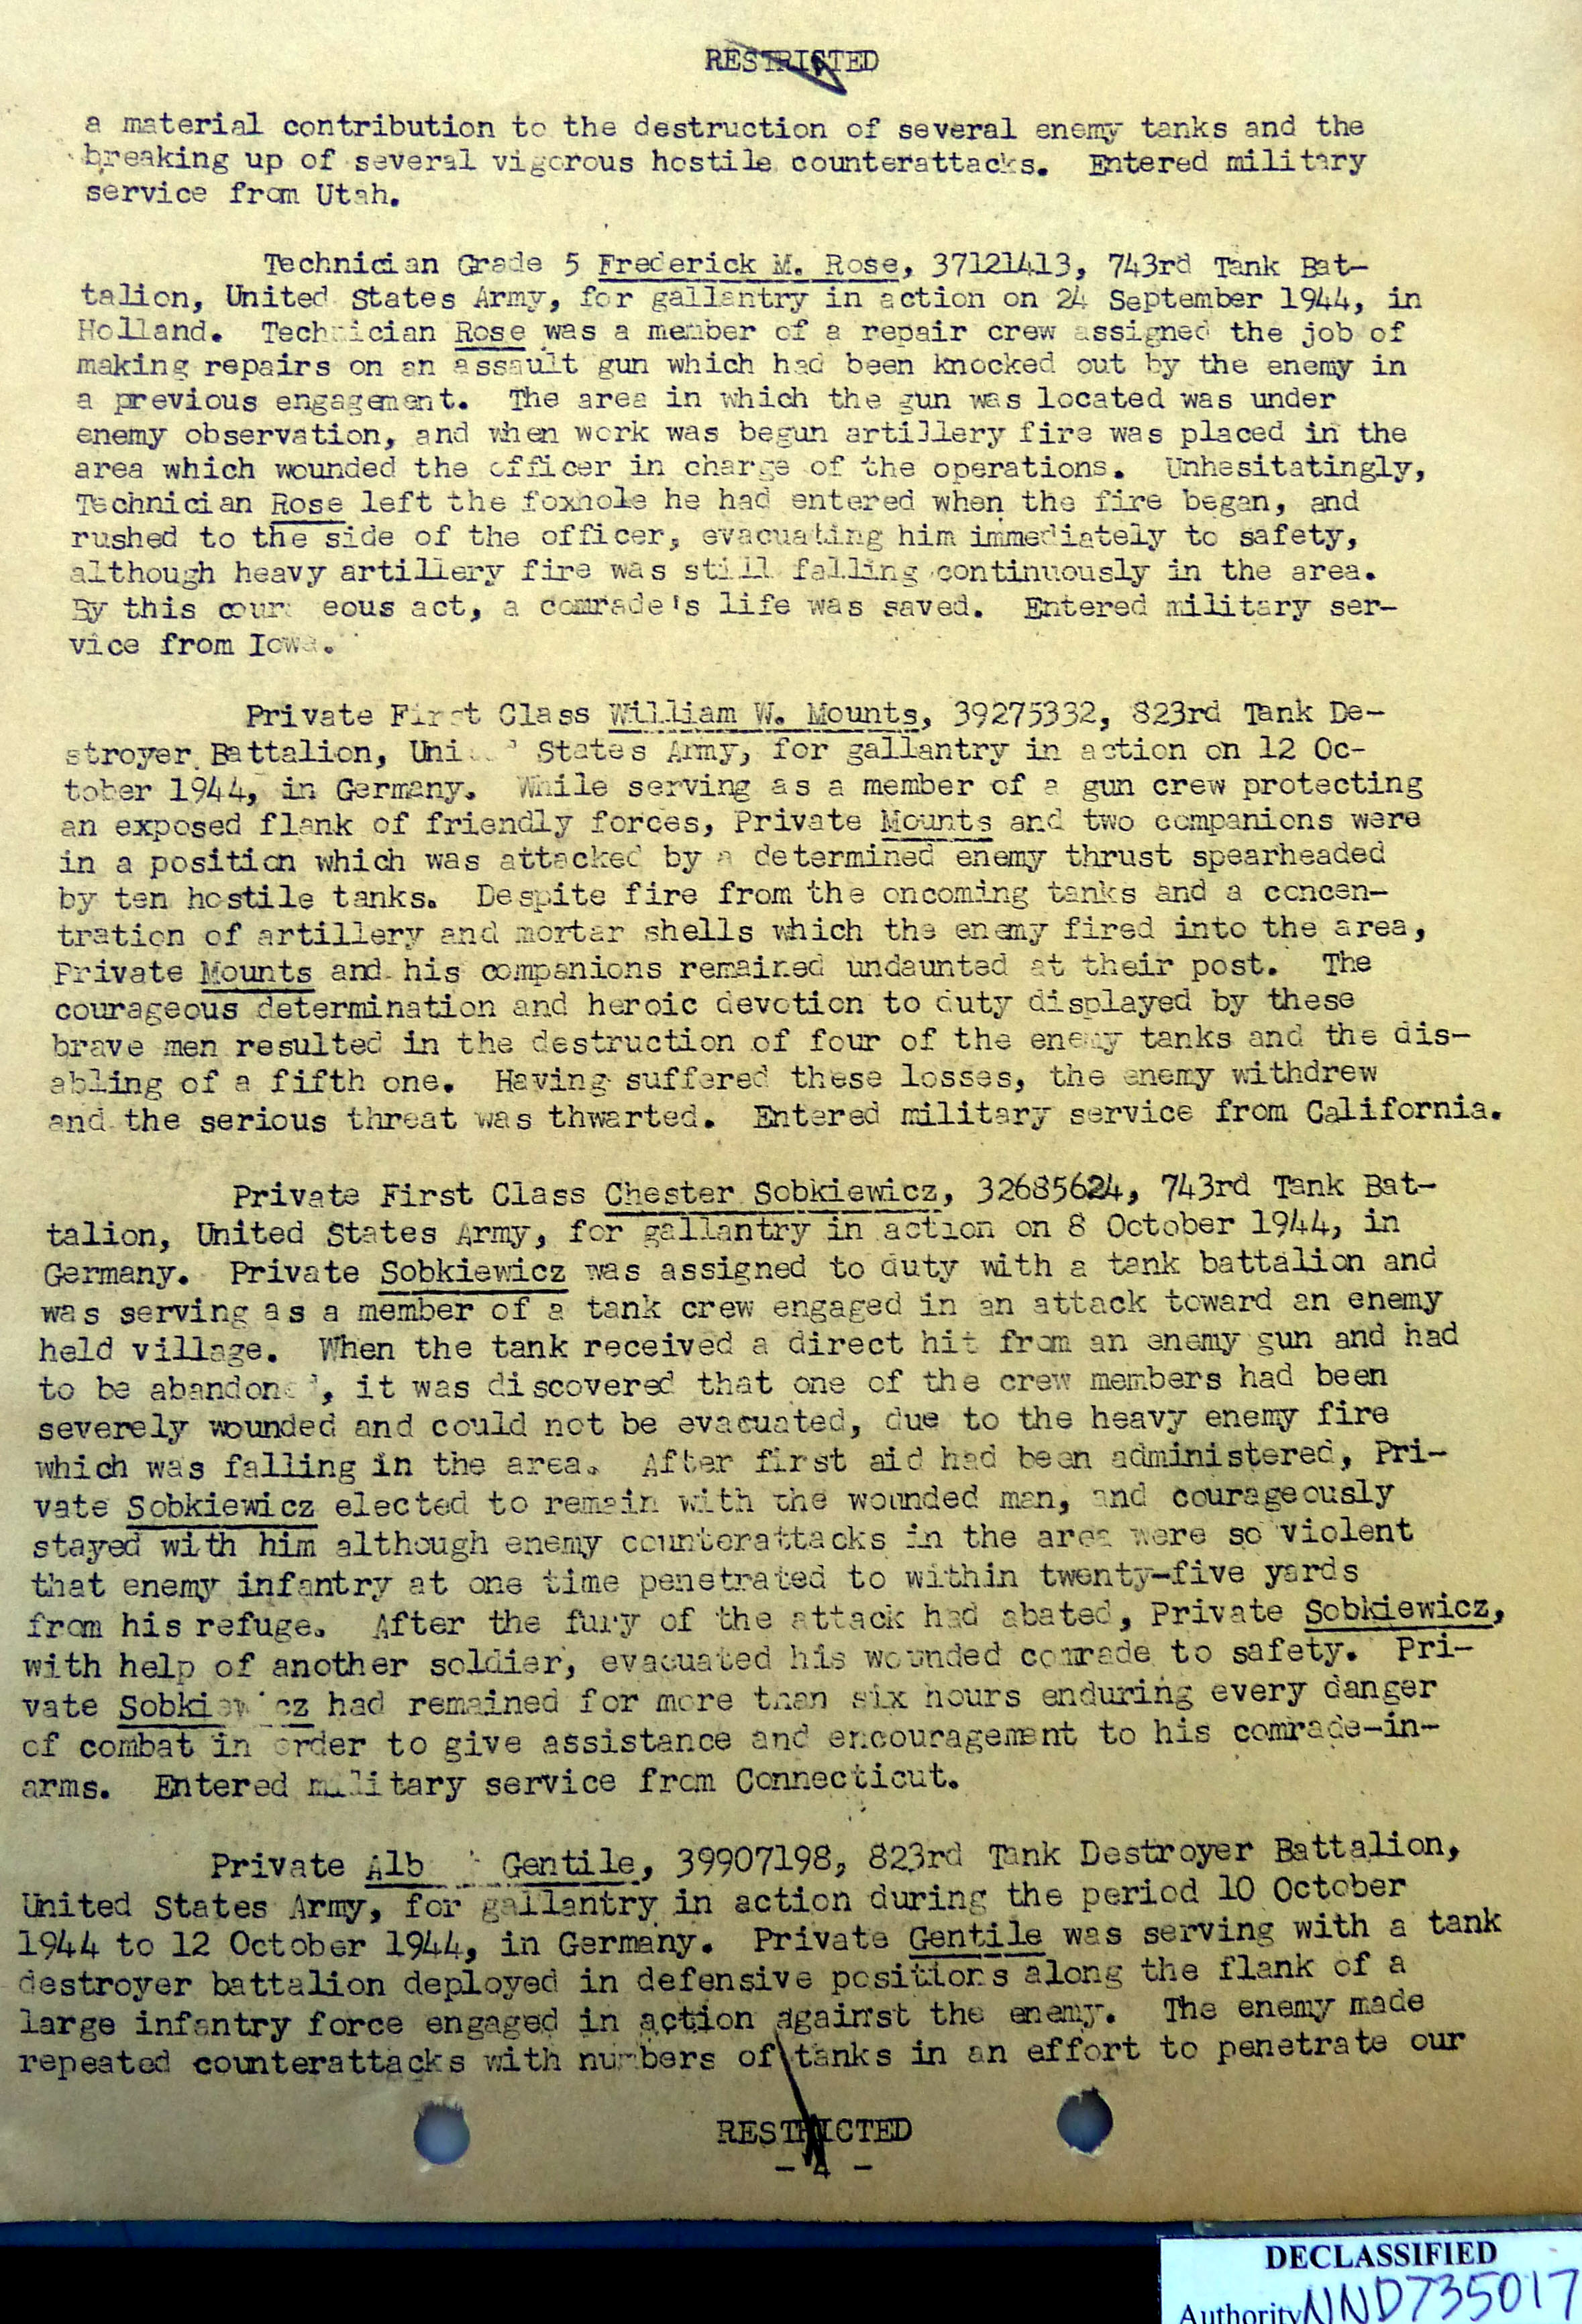 RESTRICTED
a material contribution to the destruction of several enemy tanks and the
breaking up of several vigorous hostile counterattacks. Entered military
service from Utah.
Technician Grade 5 Frederick M. Rose, 37121413, 743rd Tank Bat-
talion, United States Army, for gallantry in action on 24 September 1944, in
Holland. Technician Rose was a member of a repair crew assigned the job of
making repairs on an assault gun which had been knocked out by the enemy in
a previous engagement. The area in which the gun was located was under
enemy observation, and when work was begun artillery fire was placed in the
area which wounded the officer in charge of the operations. Unhesitatingly,
Technician Rose left the foxhole he had entered when the fire began, and
rushed to the side of the officer, evacuating him immediately to safety,
although heavy artillery fire was still falling continuously in the area.
By this cour eous act, a comrade's life was saved. Entered military ser-
vice from Iowa.
Private First Class William W. Mounts, 39275332, 823rd Tank De-
stroyer Battalion, Uni States Army, for gallantry in action on 12 Oc-
tober 1944, in Germany. While serving as a member of a gun crew protecting
an exposed flank of friendly forces, Private Mounts and two companions were
in a position which was attacked by a determined enemy thrust spearheaded
by ten hostile tanks. Despite fire from the oncoming tanks and a concen-
tration of artillery and mortar shells which the enemy fired into the area,
Private Mounts and his companions remained undaunted at their post. The
courageous determination and heroic devotion to duty displayed by these
brave men resulted in the destruction of four of the enemy tanks and the dis-
abling of a fifth one. Having suffered these losses, the enemy withdrew
and the serious threat was thwarted. Entered military service from California.
Private First Class Chester Sobkiewicz, 32685624, 743rd Tank Bat-
talion, United States Army, for gallantry in action on 8 October 1944, in
Germany. Private Sobkiewicz was assigned to duty with a tank battalion and
was serving as a member of a tank crew engaged in an attack toward an enemy
held village. When the tank received a direct hit from an enemy gun and had
to be abandoned, it was discovered that one of the crew members had been
severely wounded and could not be evacuated, due to the heavy enemy fire
which was falling in the area. After first aid had been administered, Pri-
vate Sobkiewicz elected to remain with the wounded man, and courageously
stayed with him although enemy counterattacks in the area were so violent
that enemy infantry at one time penetrated to within twenty-five yards
from his refuge. After the fury of the attack had abated, Private Sobkiewicz,
with help of another soldier, evacuated his wounded comrade to safety. Pri-
vate Sobkiewicz had remained for more than six hours enduring every danger
of combat in order to give assistance and encouragement to his comrade-in-
arms. Entered military service from Connecticut.
Private Alb Gentile, 39907198, 823rd Tank Destroyer Battalion,
United States Army, for gallantry in action during the period 10 October
1944 to 12 October 1944, in Germany. Private Gentile was serving with a tank
destroyer battalion deployed in defensive positions along the flank of a
large infantry force engaged in action against the enemy. The enemy made
repeated counterattacks with numbers of tanks in an effort to penetrate our
RESTRICTED
- 4 -
DECLASSIFIED
Authority NND735017